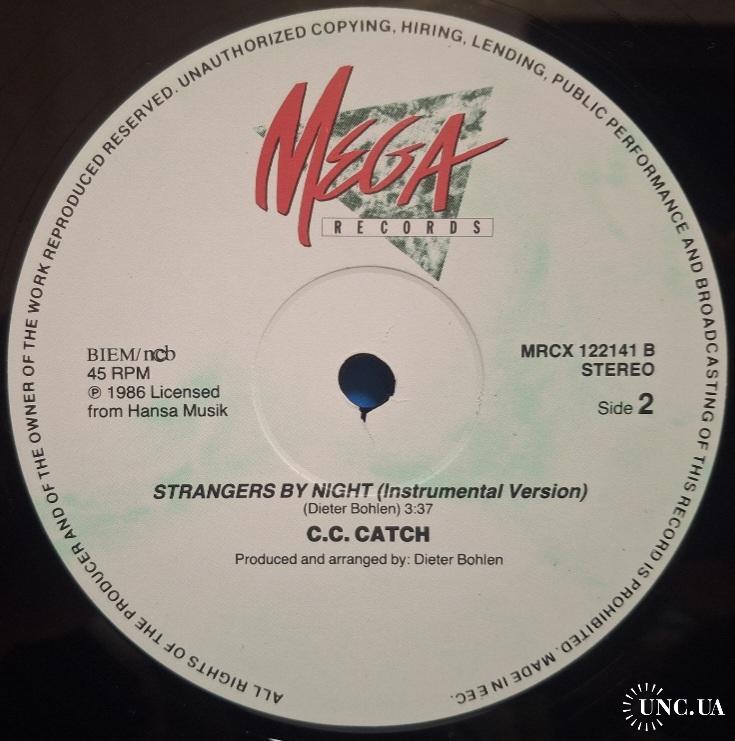 ALL RIGHTS OF THE PRODUCER AND OF THE OWNER OF THE WORK REPRODUCED RESERVED. UNAUTHORIZED COPYING, HIRING, LENDING, PUBLIC PERFORMANCE AND BROADCASTING OF THIS RECORD IS PROHIBITED. MADE IN EEC.
MEGA
RECORDS
BIEM/ncb
45 RPM
℗ 1986 Licensed
from Hansa Musik
MRCX 122141 B
STEREO
Side 2
STRANGERS BY NIGHT (Instrumental Version)
(Dieter Bohlen) 3:37
C.C. CATCH
Produced and arranged by: Dieter Bohlen
UNC.UA